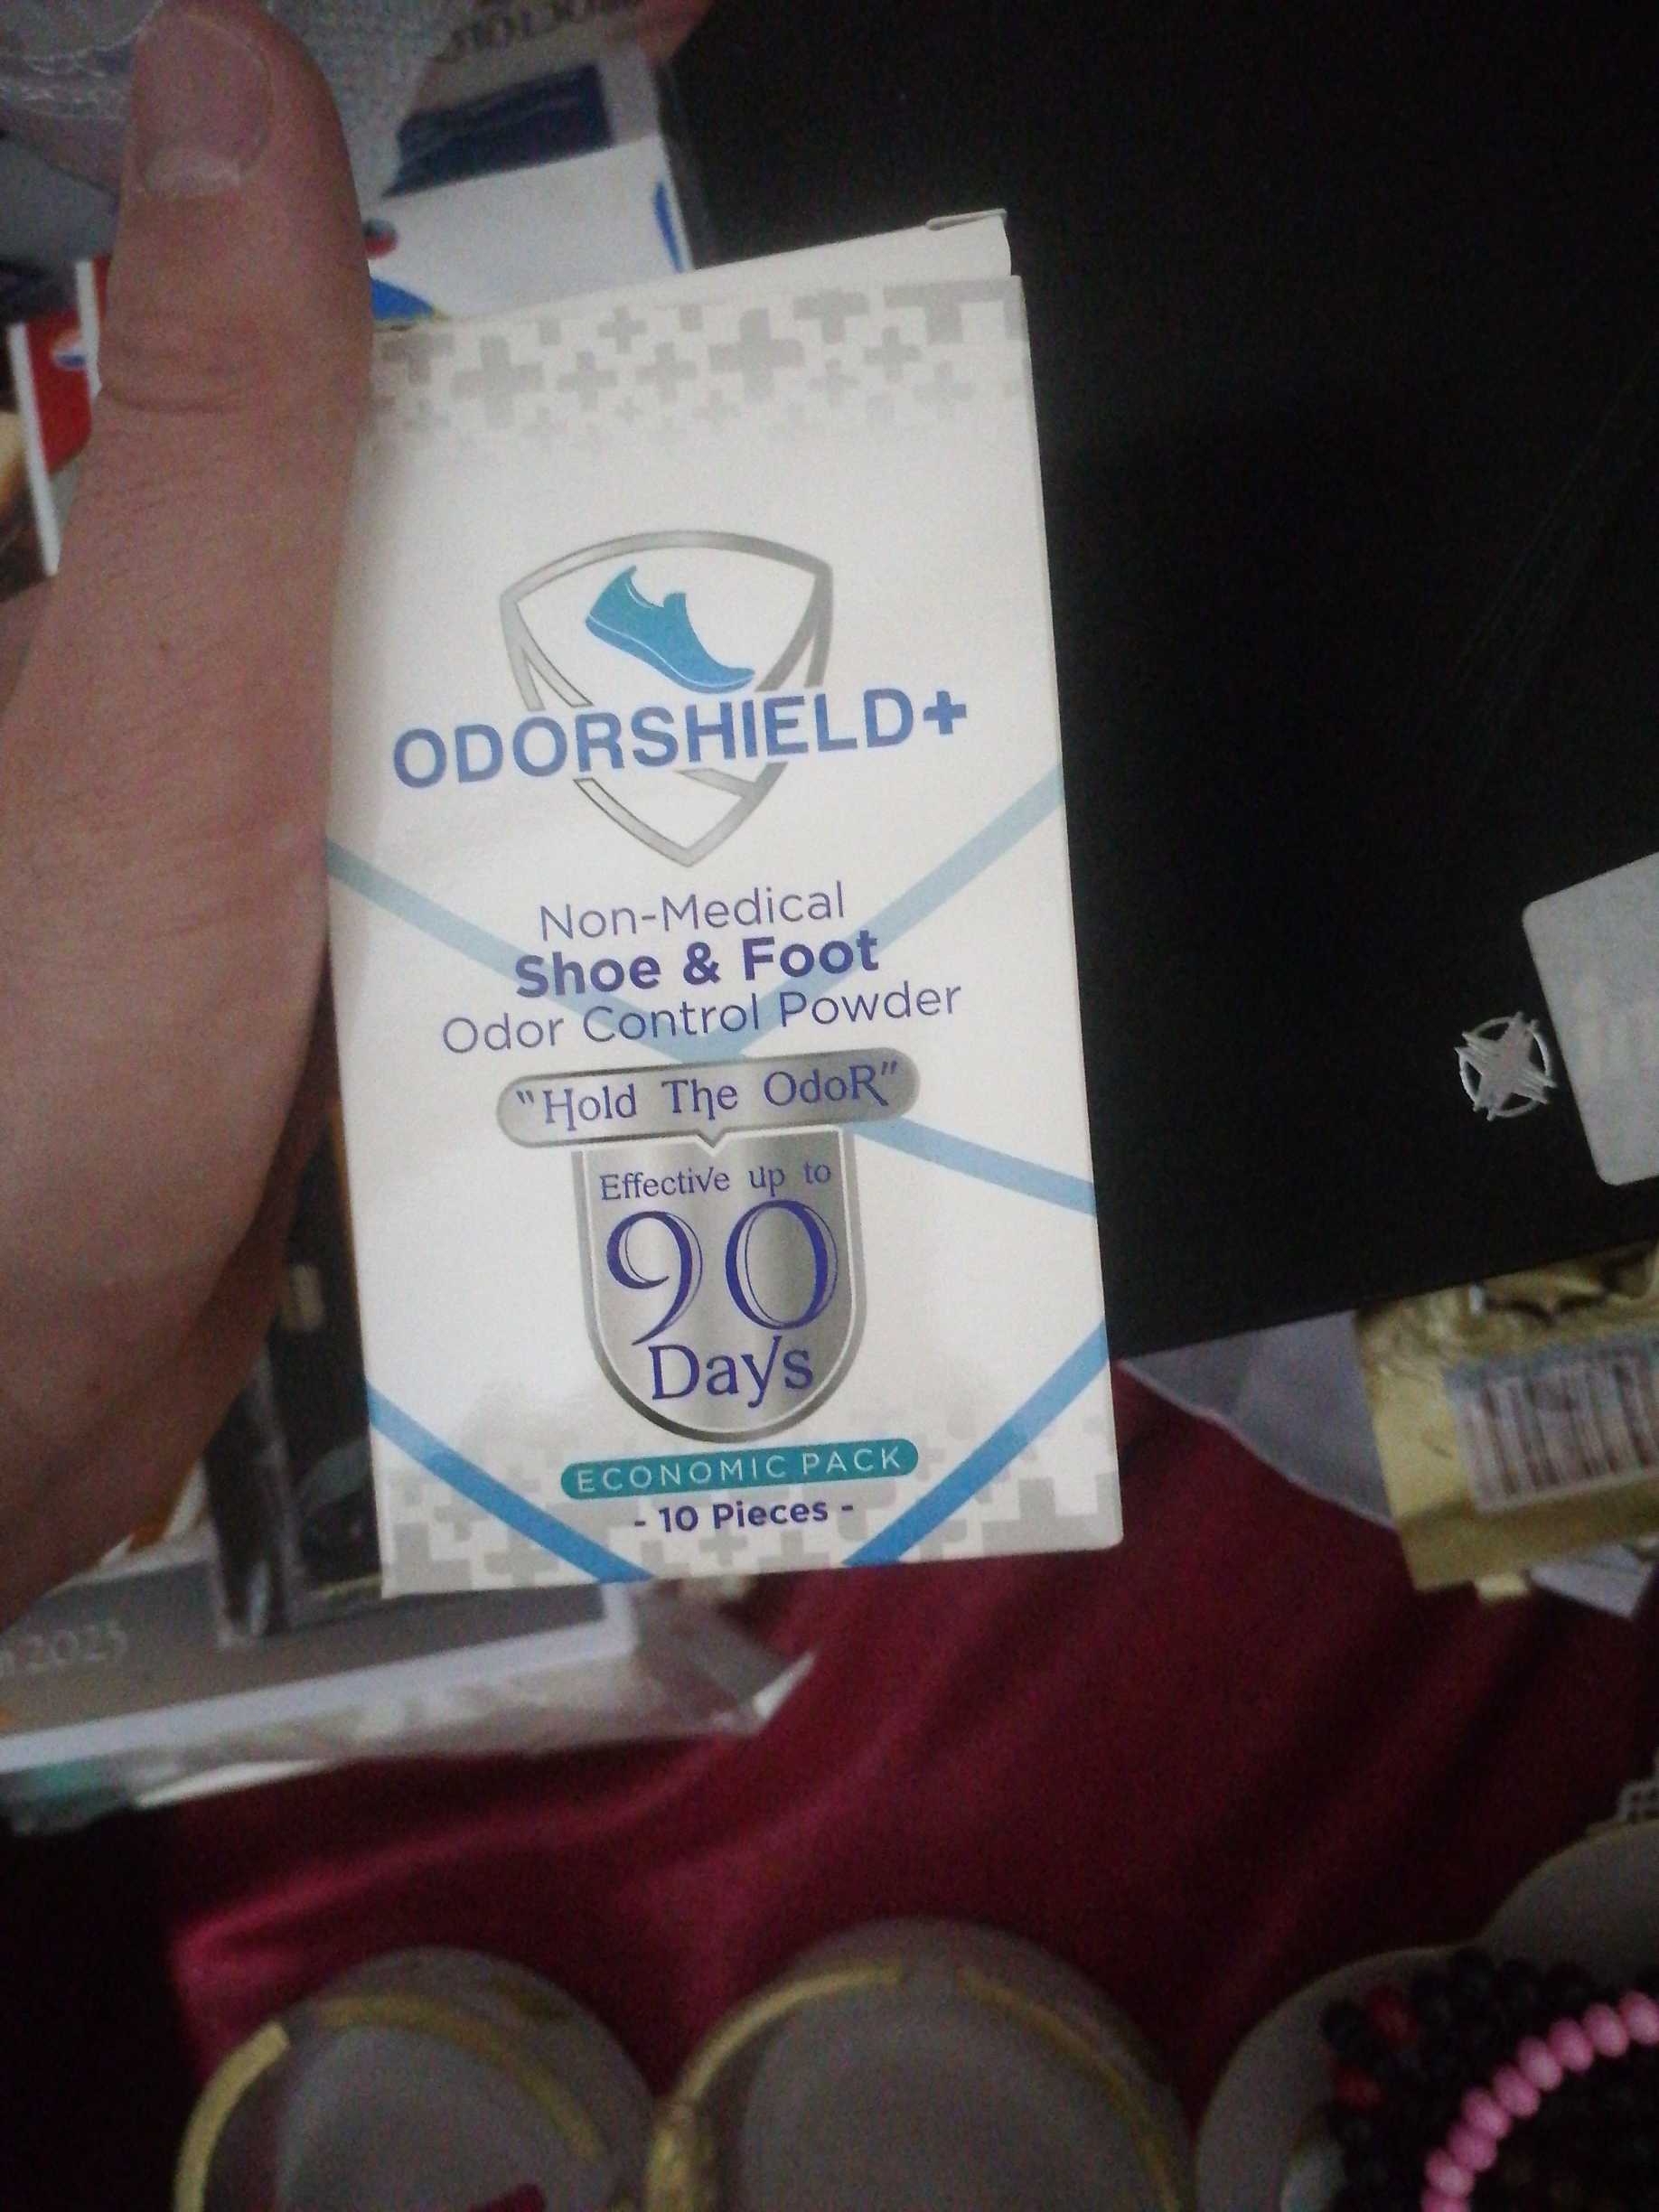 ODORSHIELD+
Non-Medical
Shoe & Foot
Odor Control Powder
"Hold The OdoR"
Effective up to
90
Days
ECONOMIC PACK
- 10 Pieces -
2023